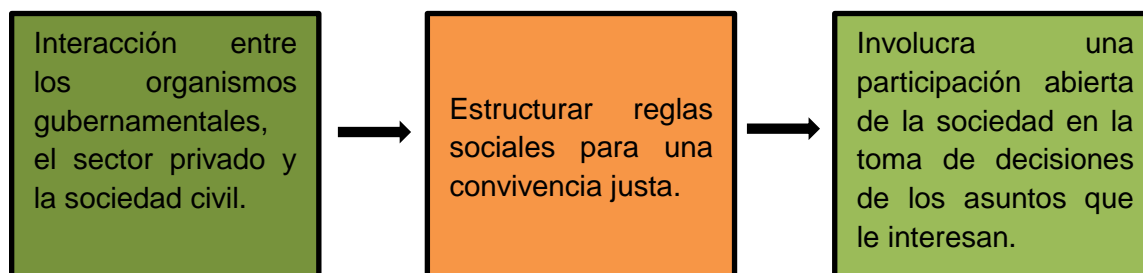 Interacción entre
los organismos
gubernamentales,
el sector privado y
la sociedad civil.
Estructurar reglas
sociales para una
convivencia justa.
Involucra una
participación abierta
de la sociedad en la
toma de decisiones
de los asuntos que
le interesan.